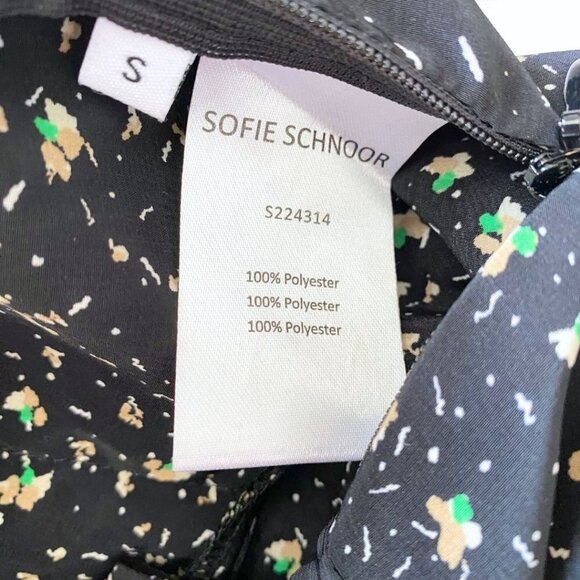 S
SOFIE SCHNOOR
S224314
100% Polyester
100% Polyester
100% Polyester